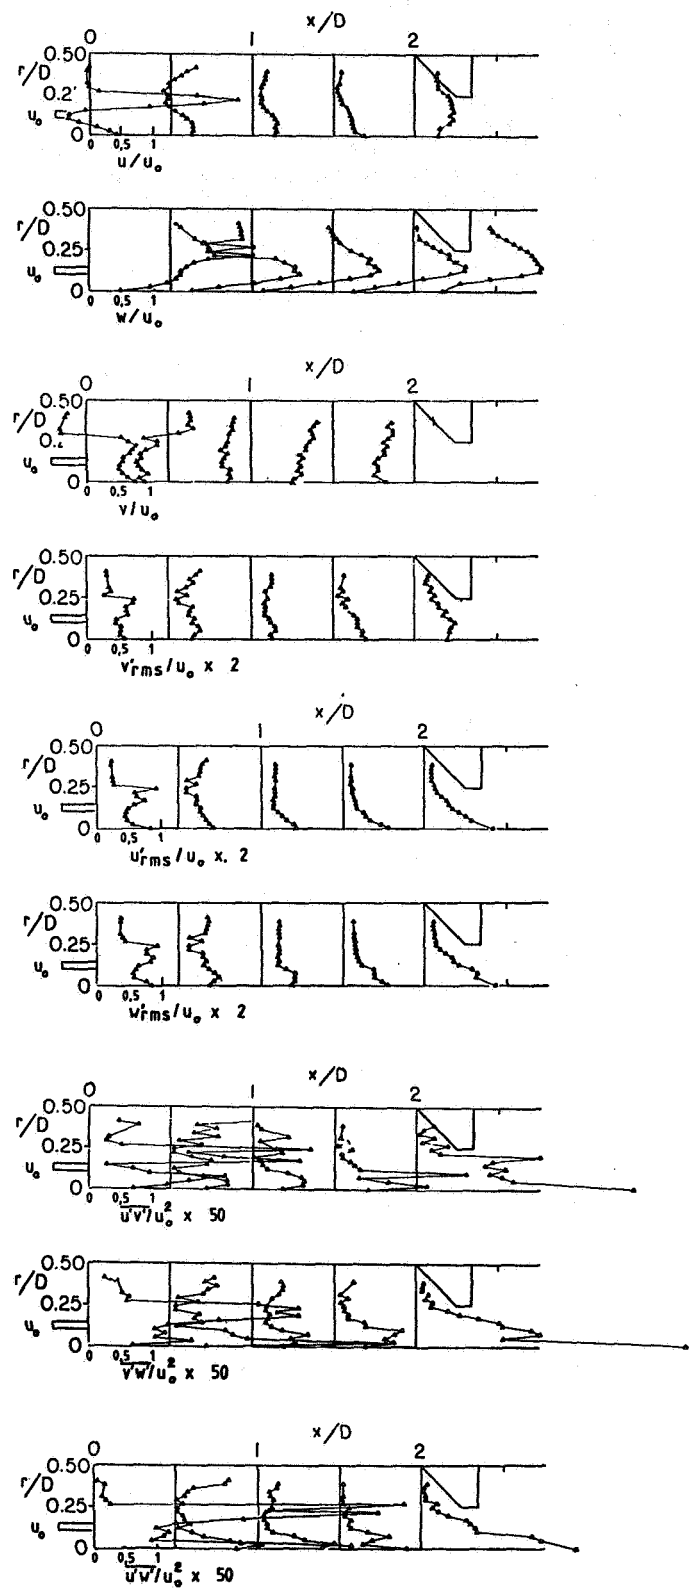 x/D
0 1 2
0.50
r/D
0.2
u₀
0
0 0,5 1
u/u₀
0.50
r/D
0.25
u₀
0
0 0,5 1
w/u₀
x/D
0 1 2
0.50
r/D
0.
u₀
0
0 0,5 1
v/u₀
0.50
r/D
0.25
u₀
0
0 0,5 1
v'rms/u₀ x 2
x/D
0 1 2
0.50
r/D
0.25
u₀
0
0 0,5 1
u'rms/u₀ x. 2
0.50
r/D
0.25
u₀
0
0 0,5 1
w'rms/u₀ x 2
x/D
0 1 2
0.50
r/D
0.25
u₀
0
0 0,5 1
u'v'/u₀² x 50
0.50
r/D
0.25
u₀
0
0 0,5 1
v'w'/u₀² x 50
x/D
0 1 2
0.50
r/D
0.25
u₀
0
0 0,5 1
u'w'/u₀² x 50